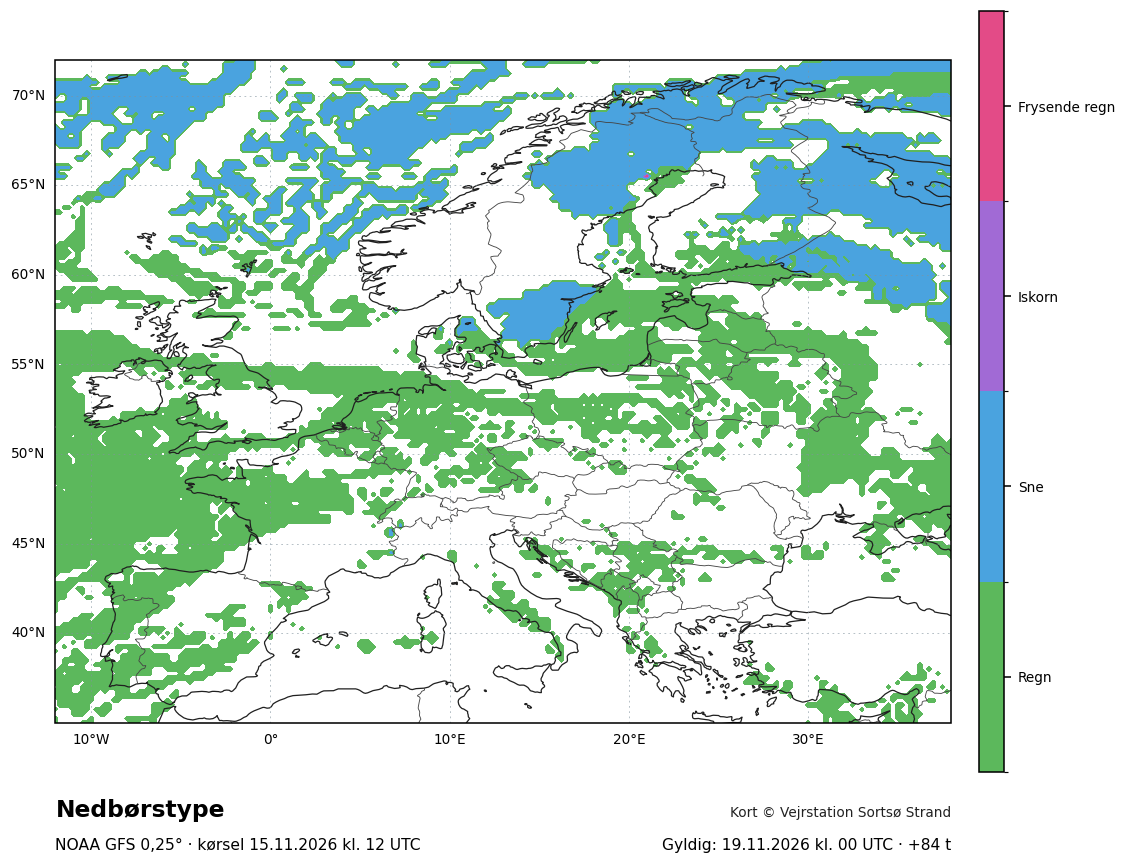 70°N
65°N
60°N
55°N
50°N
45°N
40°N
10°W
0°
10°E
20°E
30°E
Frysende regn
Iskorn
Sne
Regn
Nedbørstype
Kort © Vejrstation Sortsø Strand
NOAA GFS 0,25° · kørsel 15.11.2026 kl. 12 UTC
Gyldig: 19.11.2026 kl. 00 UTC · +84 t